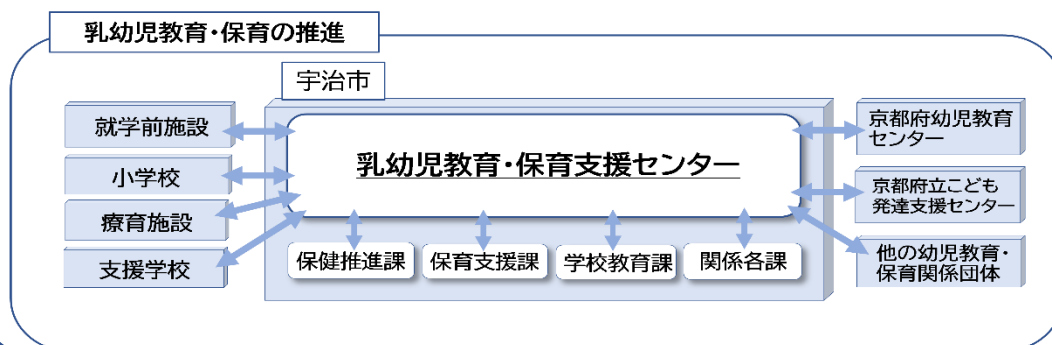 乳幼児教育・保育の推進
宇治市
就学前施設
小学校
療育施設
支援学校
乳幼児教育・保育支援センター
保健推進課
保育支援課
学校教育課
関係各課
京都府幼児教育
センター
京都府立こども
発達支援センター
他の幼児教育・
保育関係団体